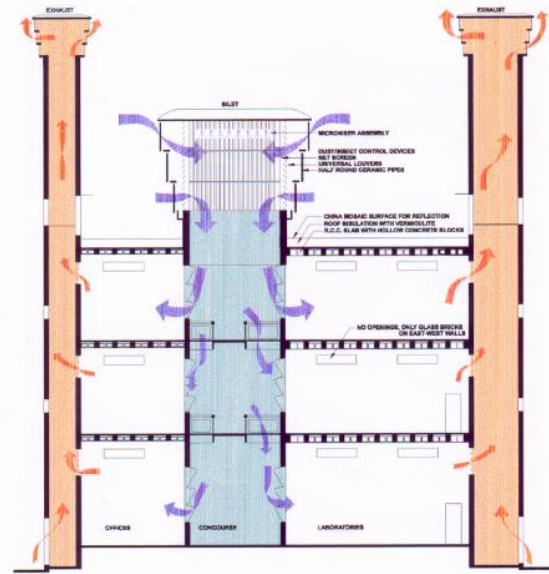 EXHAUST
EXHAUST
INLET
MICRONISER ASSEMBLY
DUST/INSECT CONTROL DEVICES
NET SCREEN
UNIVERSAL LOUVERS
HALF ROUND CERAMIC PIPES
CHINA MOSAIC SURFACE FOR REFLECTION
ROOF INSULATION WITH VERMICULITE
R.C.C. SLAB WITH HOLLOW CONCRETE BLOCKS
NO OPENINGS, ONLY GLASS BRICKS
ON EAST-WEST WALLS
OFFICES
CONCOURSE
LABORATORIES